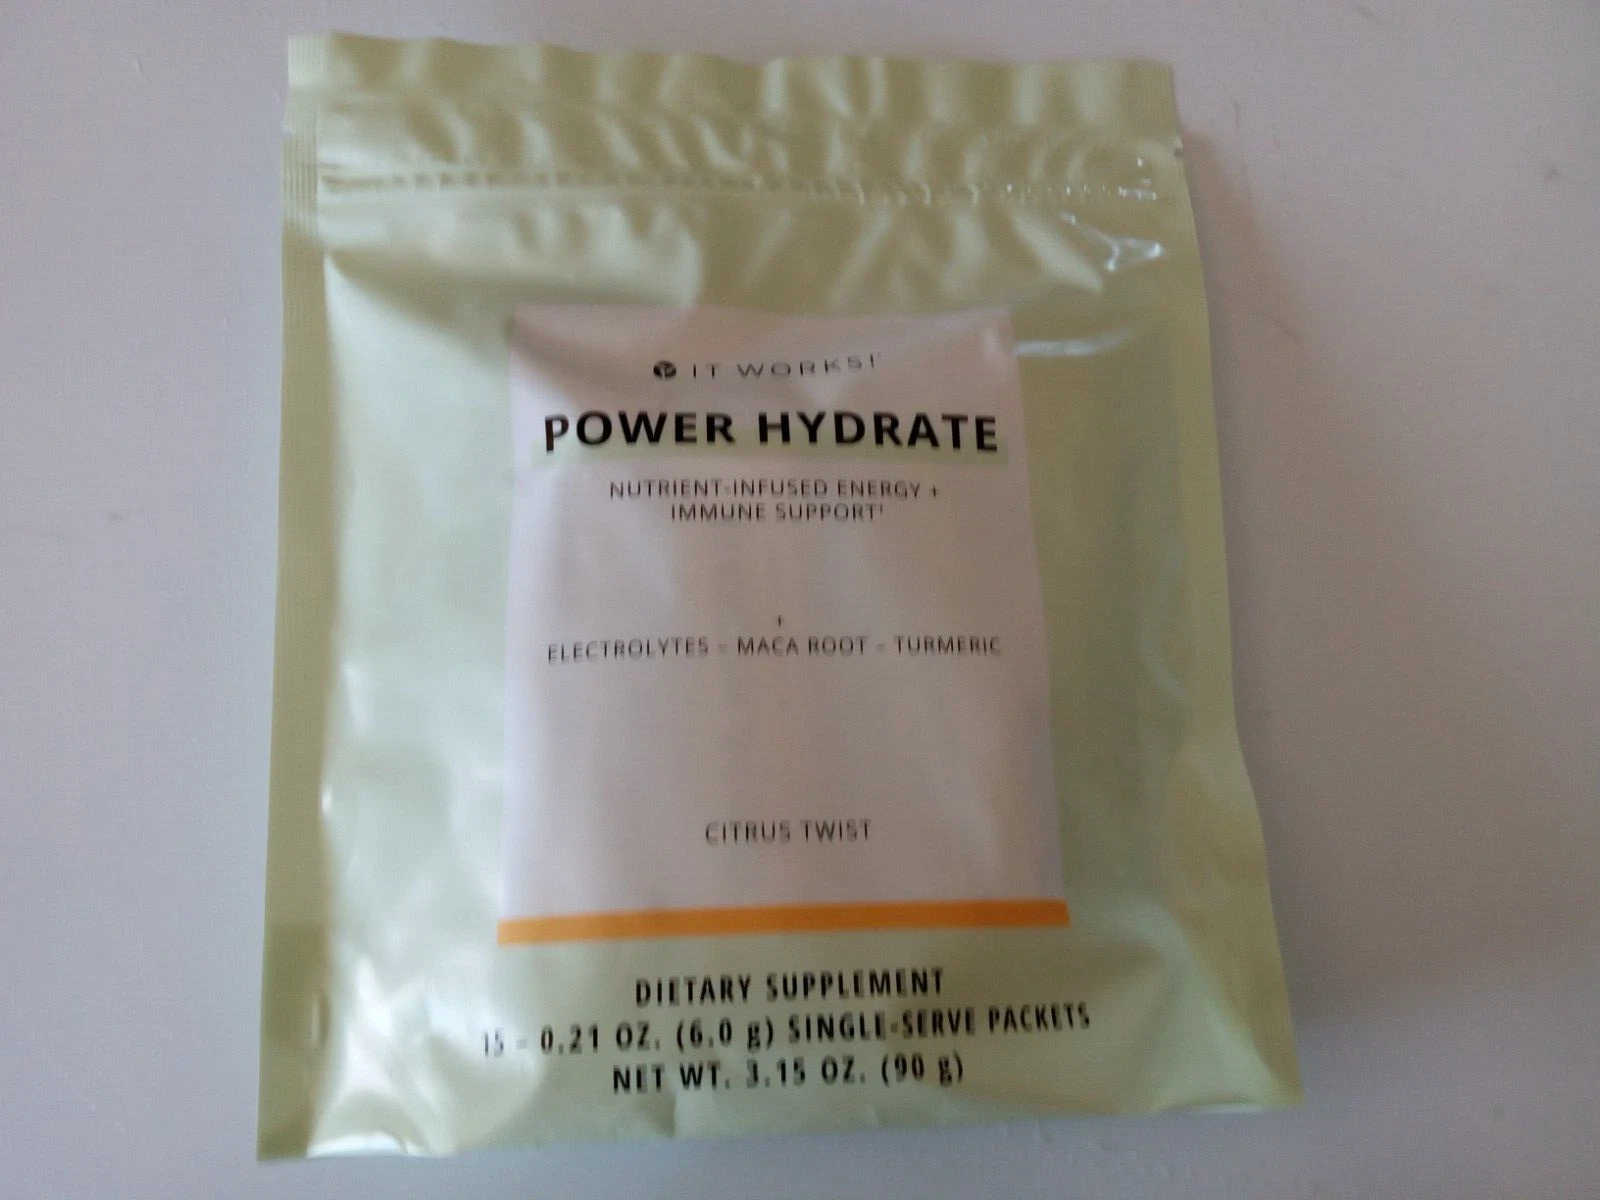 IT WORKS!
POWER HYDRATE
NUTRIENT-INFUSED ENERGY +
IMMUNE SUPPORT†
+
ELECTROLYTES - MACA ROOT - TURMERIC
CITRUS TWIST
DIETARY SUPPLEMENT
15 - 0.21 OZ. (6.0 g) SINGLE-SERVE PACKETS
NET WT. 3.15 OZ. (90 g)